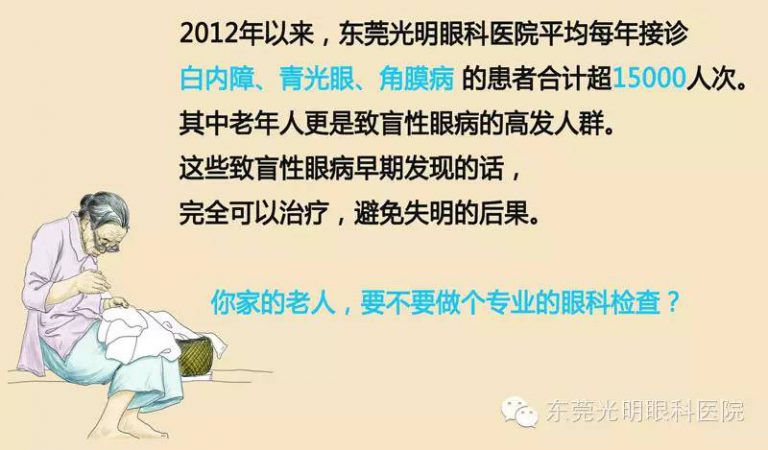 2012年以来，东莞光明眼科医院平均每年接诊
白内障、青光眼、角膜病 的患者合计超15000人次。
其中老年人更是致盲性眼病的高发人群。
这些致盲性眼病早期发现的话，
完全可以治疗，避免失明的后果。
你家的老人，要不要做个专业的眼科检查？
东莞光明眼科医院